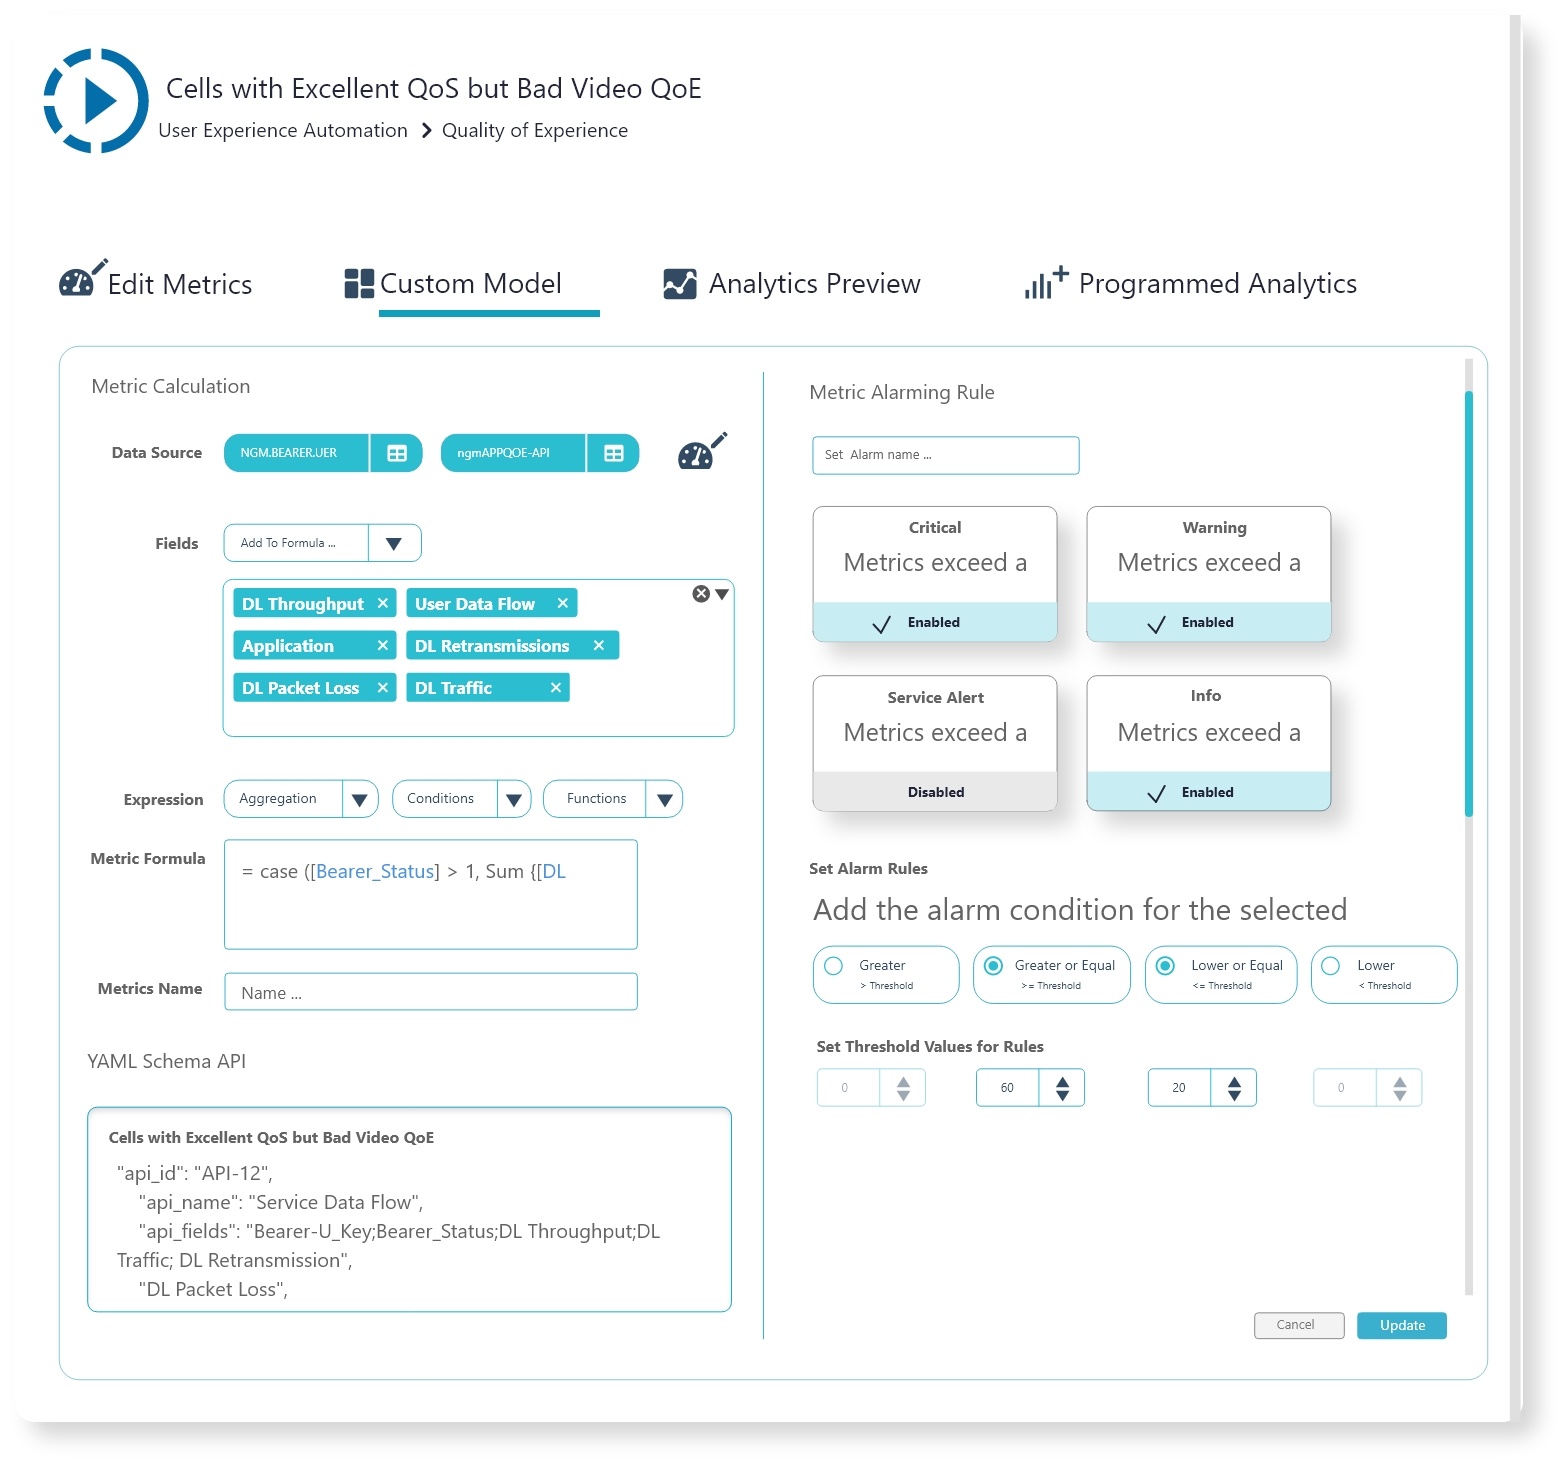 Cells with Excellent QoS but Bad Video QoE
User Experience Automation > Quality of Experience
Edit Metrics
Custom Model
Analytics Preview
Programmed Analytics
Metric Calculation
Data Source
NGM.BEARER.UER
ngmAPPQOE-API
Fields
Add To Formula ...
DL Throughput ×
User Data Flow ×
Application ×
DL Retransmissions ×
DL Packet Loss ×
DL Traffic ×
Expression
Aggregation
Conditions
Functions
Metric Formula
= case ([Bearer_Status] > 1, Sum {[DL
Metrics Name
Name ...
YAML Schema API
Cells with Excellent QoS but Bad Video QoE
"api_id": "API-12",
"api_name": "Service Data Flow",
"api_fields": "Bearer-U_Key;Bearer_Status;DL Throughput;DL
Traffic; DL Retransmission",
"DL Packet Loss",
Metric Alarming Rule
Set Alarm name ...
Critical
Metrics exceed a
Enabled
Warning
Metrics exceed a
Enabled
Service Alert
Metrics exceed a
Disabled
Info
Metrics exceed a
Enabled
Set Alarm Rules
Add the alarm condition for the selected
Greater
> Threshold
Greater or Equal
>= Threshold
Lower or Equal
<= Threshold
Lower
< Threshold
Set Threshold Values for Rules
0
60
20
0
Cancel
Update